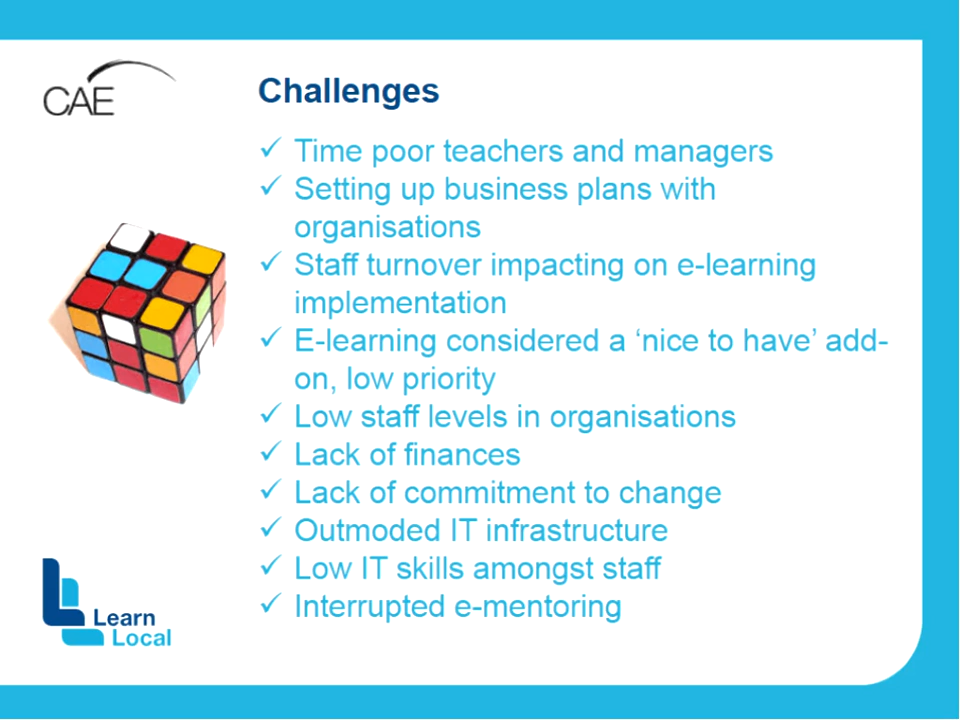 CAE
Challenges
✓ Time poor teachers and managers
✓ Setting up business plans with
organisations
✓ Staff turnover impacting on e-learning
implementation
✓ E-learning considered a ‘nice to have’ add-
on, low priority
✓ Low staff levels in organisations
✓ Lack of finances
✓ Lack of commitment to change
✓ Outmoded IT infrastructure
✓ Low IT skills amongst staff
✓ Interrupted e-mentoring
Learn
Local